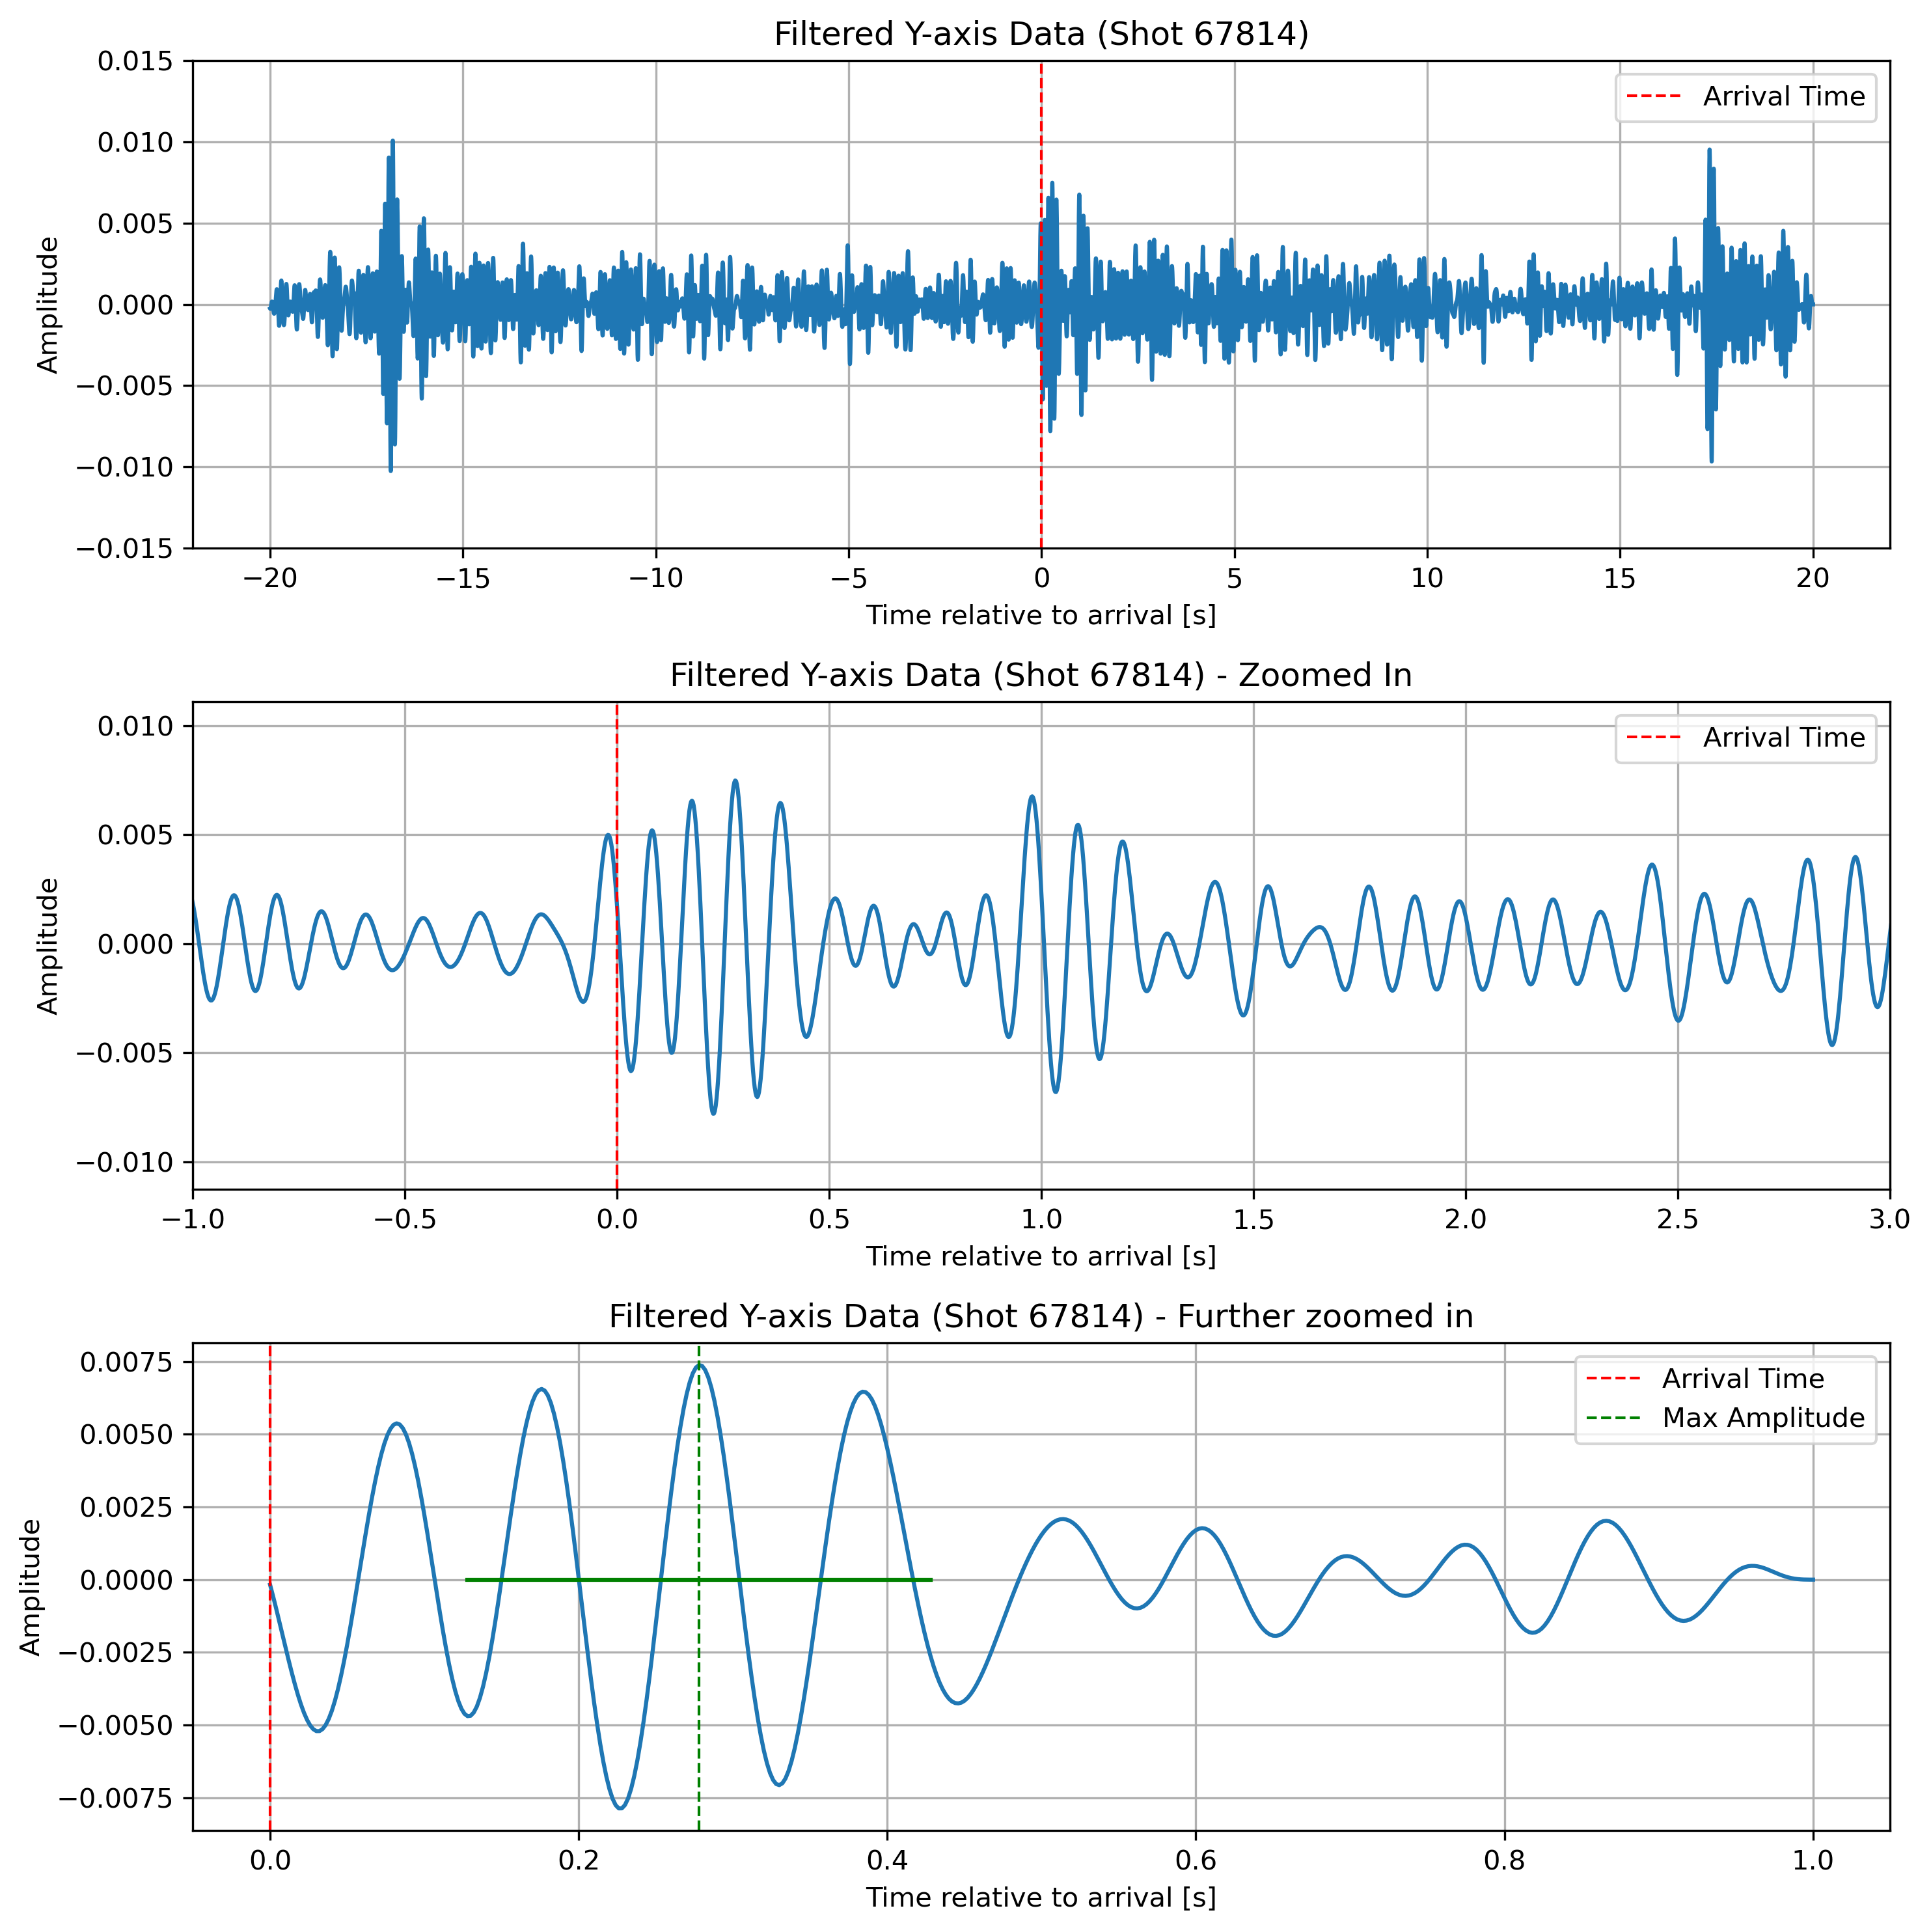 Filtered Y-axis Data (Shot 67814)
0.015
0.010
0.005
0.000
−0.005
−0.010
−0.015
Amplitude
Arrival Time
−20 −15 −10 −5 0 5 10 15 20
Time relative to arrival [s]
Filtered Y-axis Data (Shot 67814) - Zoomed In
0.010
0.005
0.000
−0.005
−0.010
Amplitude
Arrival Time
−1.0 −0.5 0.0 0.5 1.0 1.5 2.0 2.5 3.0
Time relative to arrival [s]
Filtered Y-axis Data (Shot 67814) - Further zoomed in
0.0075
0.0050
0.0025
0.0000
−0.0025
−0.0050
−0.0075
Amplitude
Arrival Time
Max Amplitude
0.0 0.2 0.4 0.6 0.8 1.0
Time relative to arrival [s]